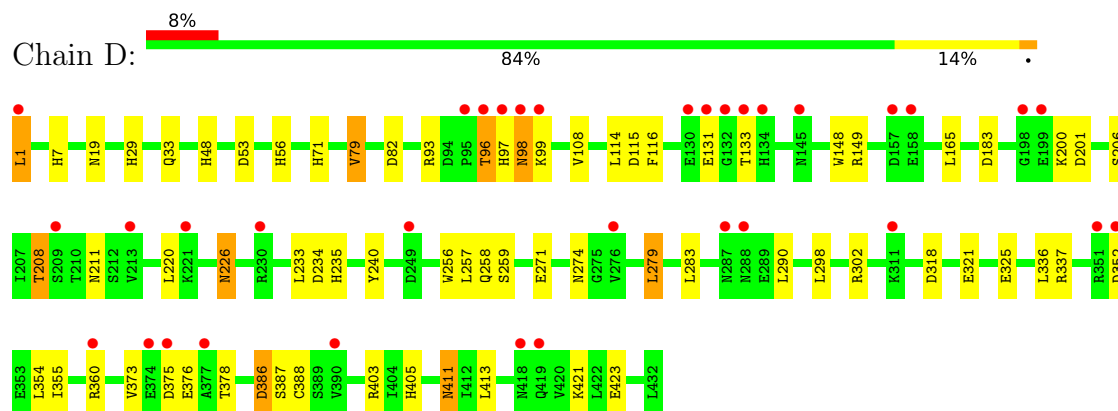 8%
Chain D:
84% 14% •
L1 H7 N19 H29 Q33 H48 D53 H56 H71 V79 D82 R93 D94 P95 T96 H97 N98 K99 V108 L114 D115 F116 E130 E131 G132 T133 H134 N145 W148 R149 D157 E158 L165 D183 G198 E199 K200 D201 S206
I207 T208 S209 T210 N211 S212 V213 L220 K221 N226 R230 L233 D234 H235 Y240 D249 W256 L257 Q258 S259 E271 N274 G275 V276 L279 L283 N287 N288 E289 L290 L298 R302 K311 D318 E321 E325 L336 R337 R351 D352
E353 L354 I355 R360 V373 E374 D375 E376 A377 T378 D386 S387 C388 S389 V390 R403 I404 H405 N411 I412 L413 N418 Q419 V420 K421 L422 E423 L432